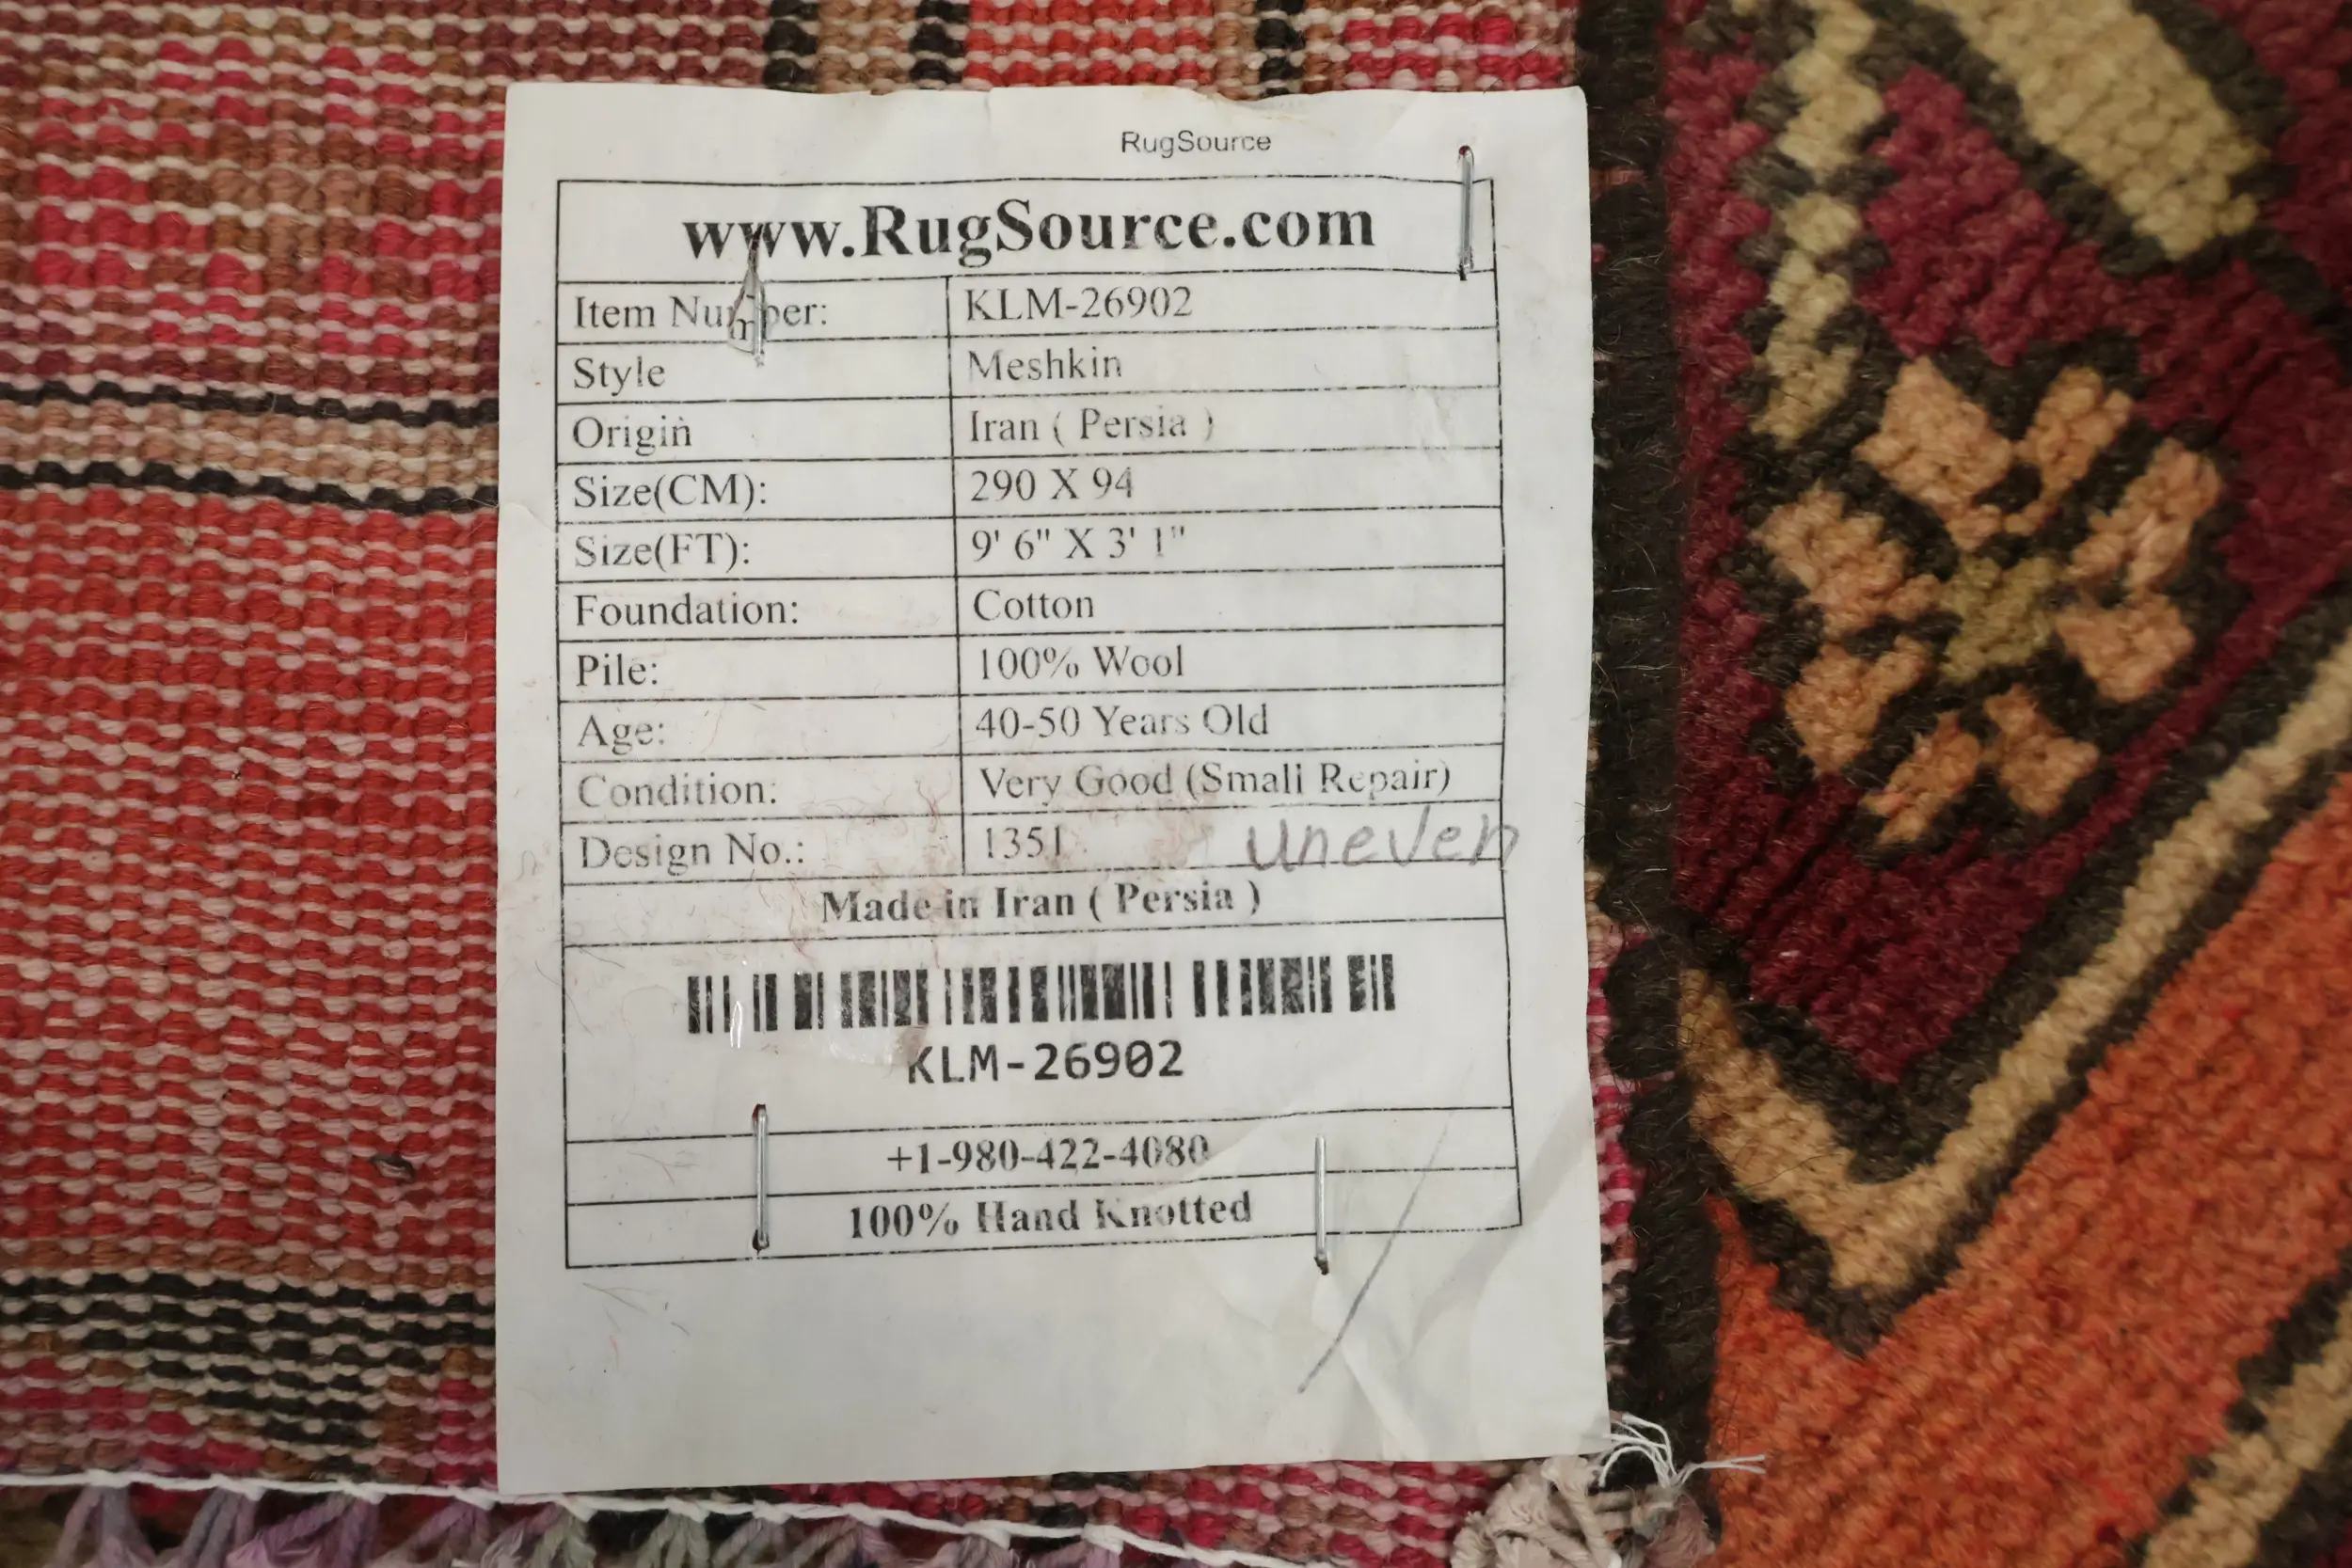 RugSource
www.RugSource.com
Item Number: KLM-26902
Style Meshkin
Origin Iran ( Persia )
Size(CM): 290 X 94
Size(FT): 9' 6" X 3' 1"
Foundation: Cotton
Pile: 100% Wool
Age: 40-50 Years Old
Condition: Very Good (Small Repair)
Design No.: 1351 uneven
Made in Iran ( Persia )
KLM-26902
+1-980-422-4080
100% Hand Knotted